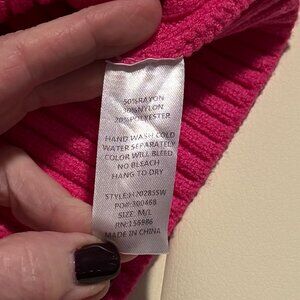 50%RAYON
30%NYLON
20%POLYESTER
HAND WASH COLD
WATER SEPARATELY
COLOR WILL BLEED
NO BLEACH
HANG TO DRY
STYLE:H20285SW
PO#:300468
SIZE: M/L
RN:155986
MADE IN CHINA